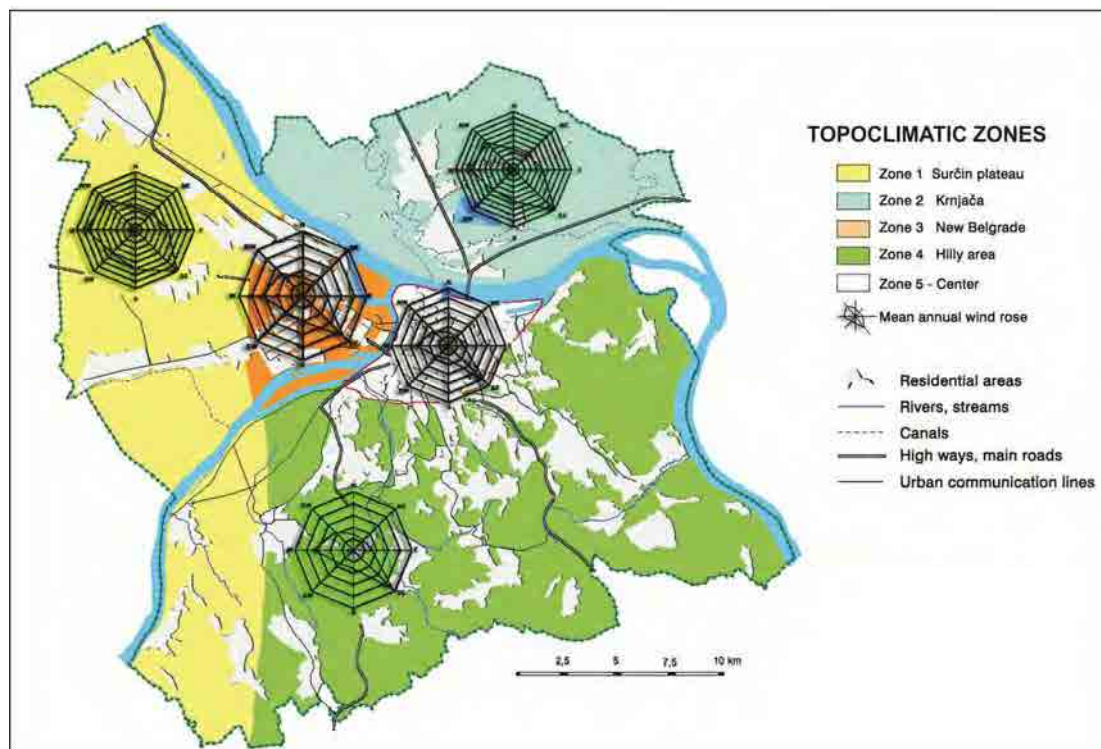 TOPOCLIMATIC ZONES
Zone 1 Surčin plateau
Zone 2 Krnjača
Zone 3 New Belgrade
Zone 4 Hilly area
Zone 5 - Center
Mean annual wind rose
Residential areas
Rivers, streams
Canals
High ways, main roads
Urban communication lines
2,5 5 7,5 10 km